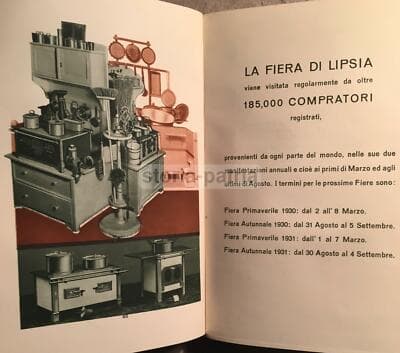 LA FIERA DI LIPSIA
viene visitata regolarmente da oltre
185,000 COMPRATORI
registrati,
provenienti da ogni parte del mondo, nelle sue due
manifestazioni annuali e cioè ai primi di Marzo ed agli
ultimi di Agosto. I termini per le prossime Fiere sono:
Fiera Primaverile 1930: dal 2 all' 8 Marzo.
Fiera Autunnale 1930: dal 31 Agosto al 5 Settembre.
Fiera Primaverile 1931: dall' 1 al 7 Marzo.
Fiera Autunnale 1931: dal 30 Agosto al 4 Settembre.